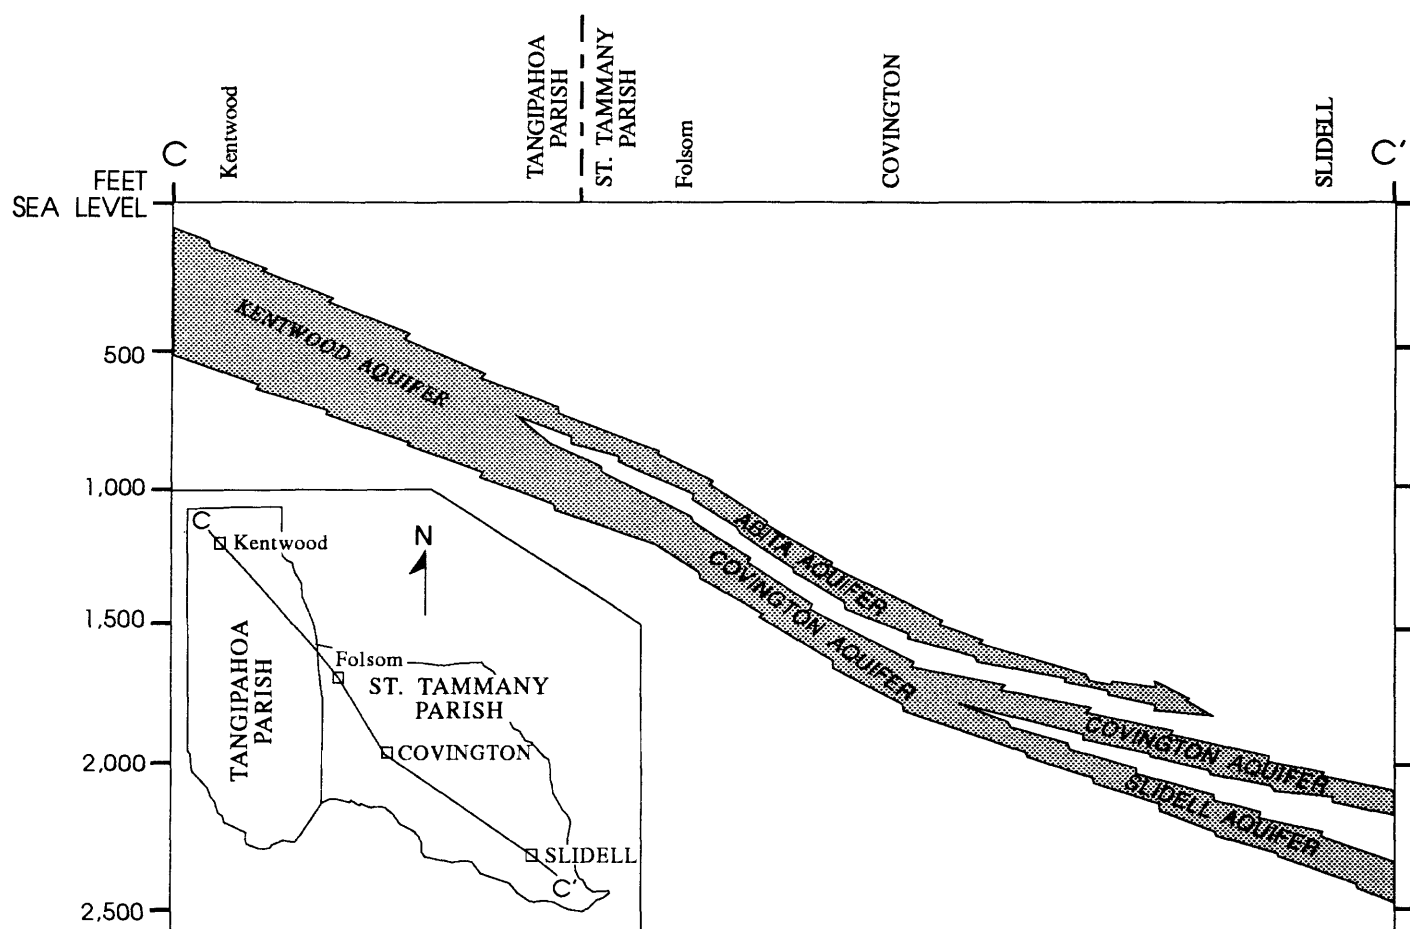 TANGIPAHOA
PARISH
ST. TAMMANY
PARISH
Kentwood
Folsom
COVINGTON
SLIDELL
C
C'
FEET
SEA LEVEL
500
1,000
1,500
2,000
2,500
KENTWOOD AQUIFER
ABITA AQUIFER
COVINGTON AQUIFER
COVINGTON AQUIFER
SLIDELL AQUIFER
C
Kentwood
N
TANGIPAHOA
PARISH
Folsom
ST. TAMMANY
PARISH
COVINGTON
SLIDELL
C'